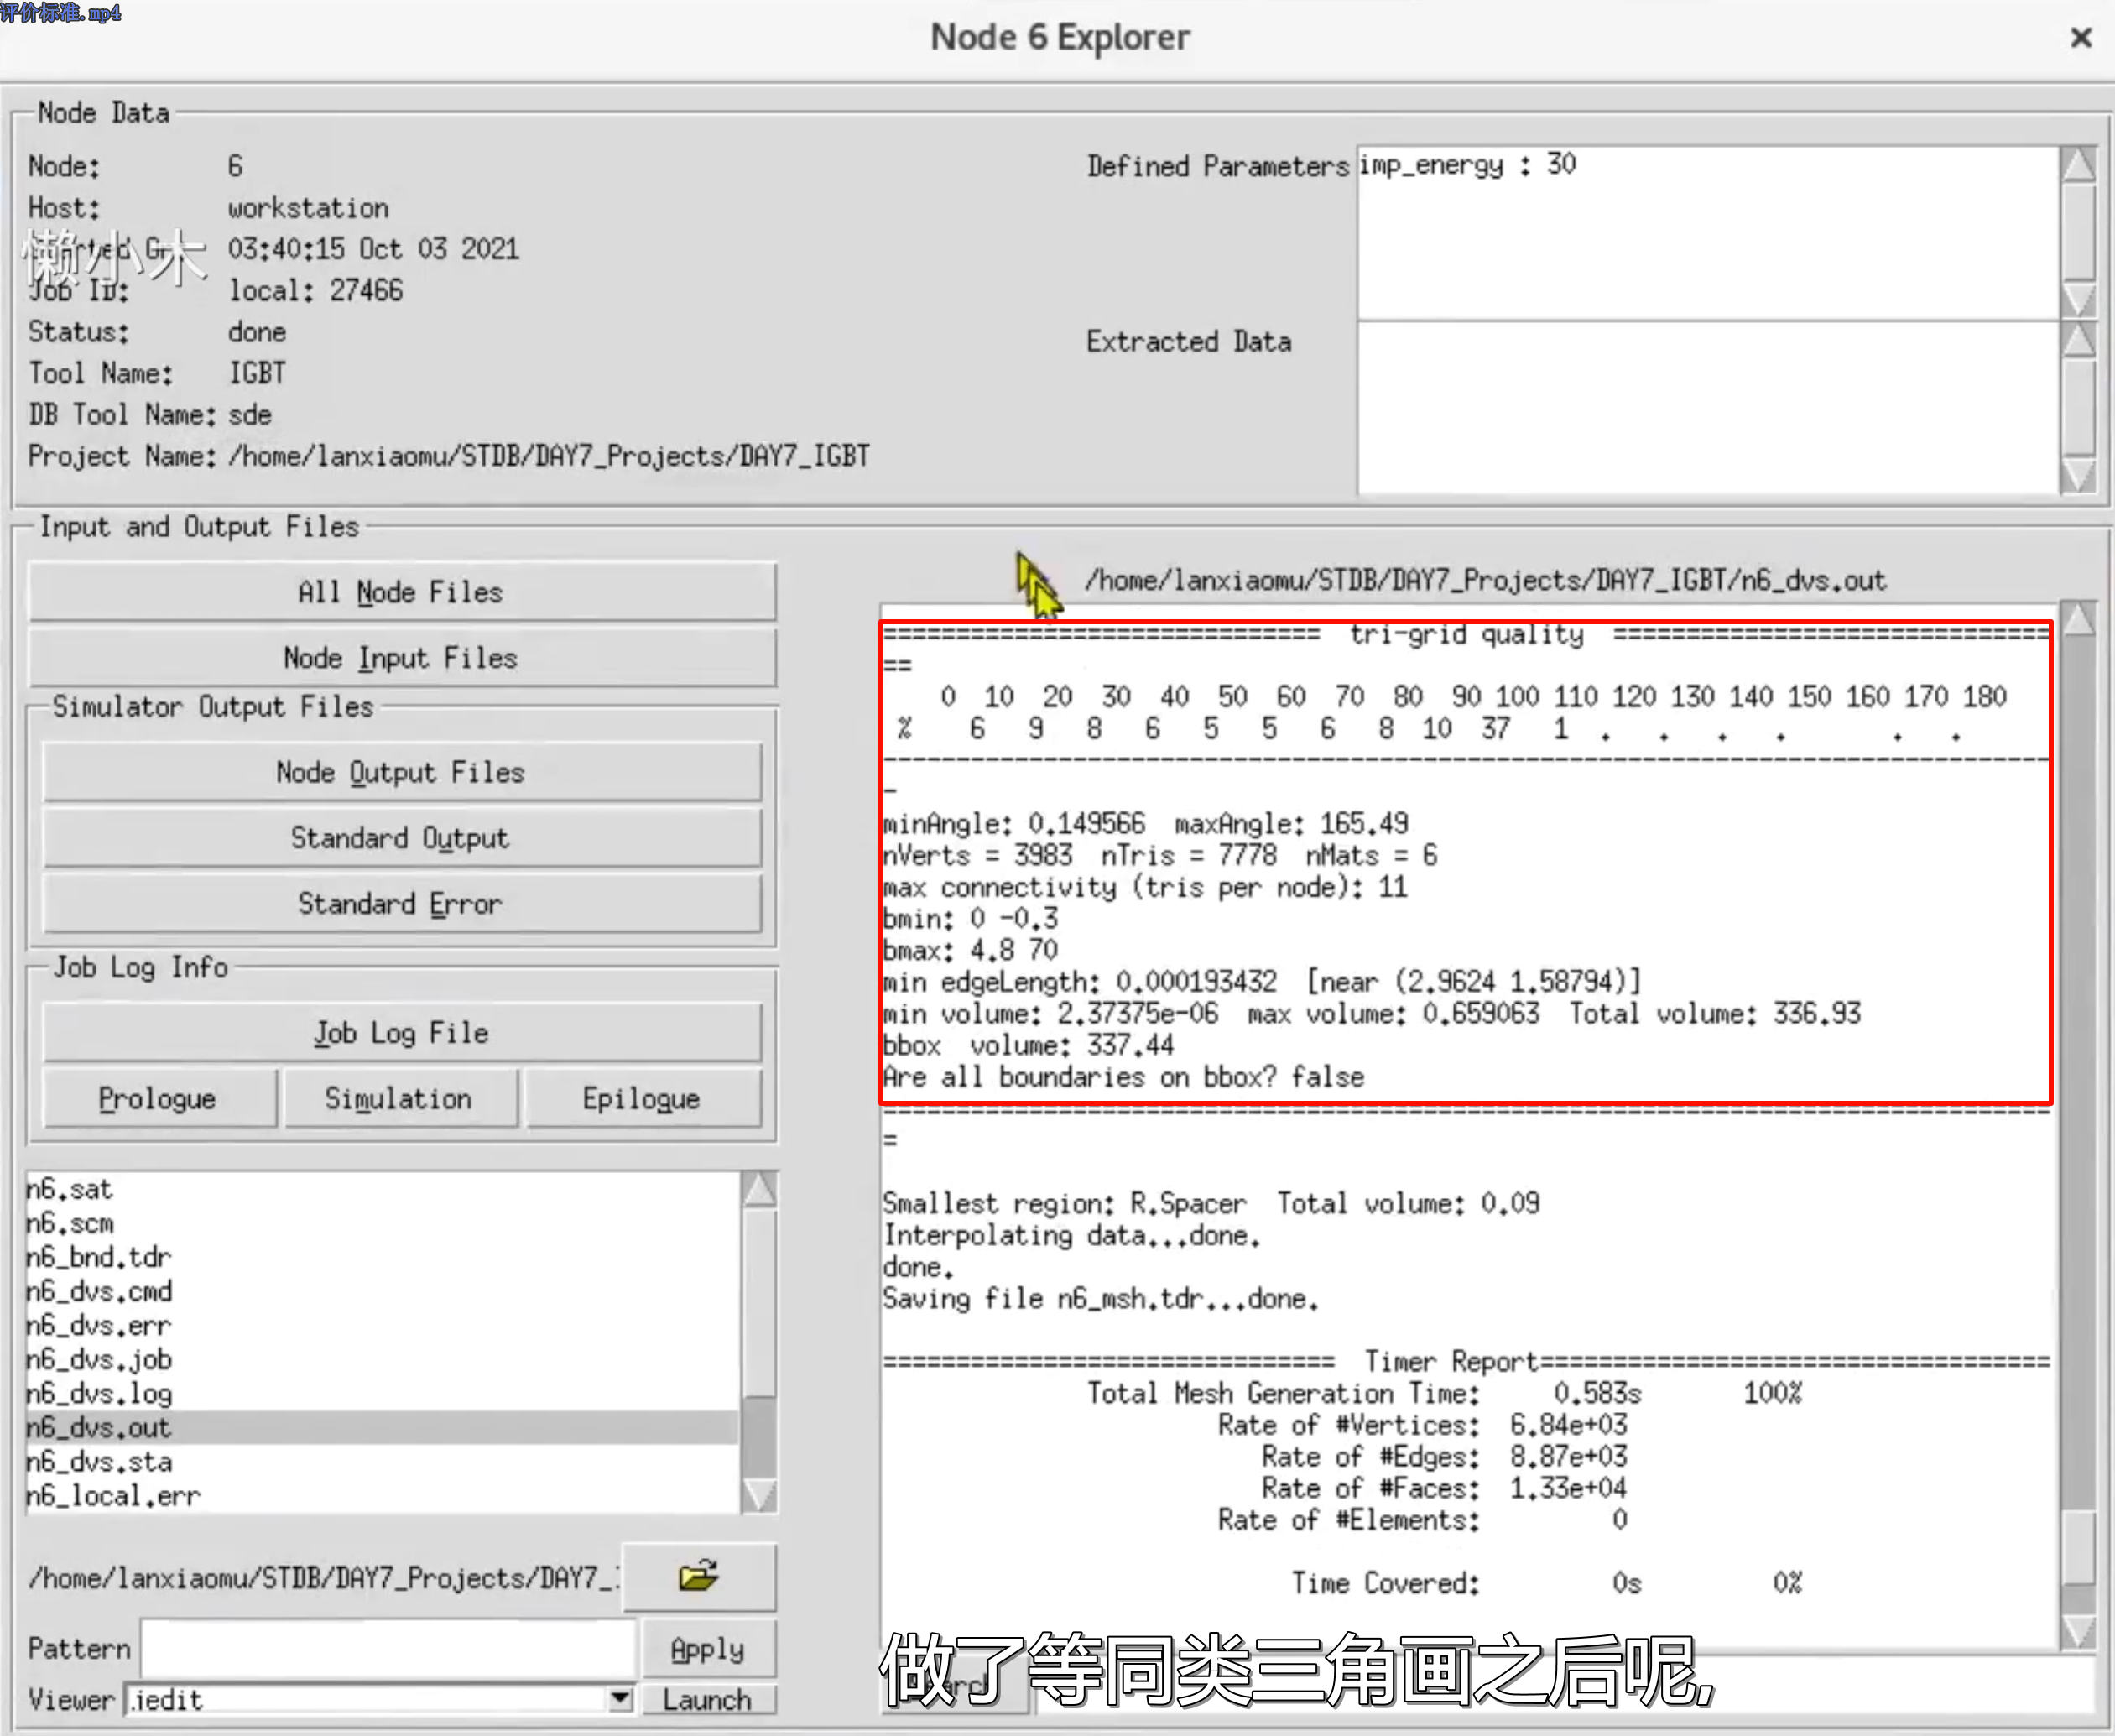 评价标准.mp4
Node 6 Explorer
Node Data
Node: 6
Host: workstation
03:40:15 Oct 03 2021
懒小木
Job ID: local: 27466
Status: done
Tool Name: IGBT
DB Tool Name: sde
Project Name: /home/lanxiaomu/STDB/DAY7_Projects/DAY7_IGBT
Defined Parameters
imp_energy : 30
Extracted Data
Input and Output Files
All Node Files
Node Input Files
Simulator Output Files
Node Output Files
Standard Output
Standard Error
Job Log Info
Job Log File
Prologue Simulation Epilogue
n6.sat
n6.scm
n6_bnd.tdr
n6_dvs.cmd
n6_dvs.err
n6_dvs.job
n6_dvs.log
n6_dvs.out
n6_dvs.sta
n6_local.err
/home/lanxiaomu/STDB/DAY7_Projects/DAY7_
Pattern Apply
Viewer .iedit Launch
/home/lanxiaomu/STDB/DAY7_Projects/DAY7_IGBT/n6_dvs.out
============================== tri-grid quality ==============================
==
0 10 20 30 40 50 60 70 80 90 100 110 120 130 140 150 160 170 180
% 6 9 8 6 5 5 6 8 10 37 1 . . . . . .
--------------------------------------------------------------------------------
-
minAngle: 0.149566 maxAngle: 165.49
nVerts = 3983 nTris = 7778 nMats = 6
max connectivity (tris per node): 11
bmin: 0 -0.3
bmax: 4.8 70
min edgeLength: 0.000193432 [near (2.9624 1.58794)]
min volume: 2.37375e-06 max volume: 0.659063 Total volume: 336.93
bbox volume: 337.44
Are all boundaries on bbox? false
================================================================================
=
Smallest region: R.Spacer Total volume: 0.09
Interpolating data...done.
done.
Saving file n6_msh.tdr...done.
=============================== Timer Report===================================
Total Mesh Generation Time: 0.583s 100%
Rate of #Vertices: 6.84e+03
Rate of #Edges: 8.87e+03
Rate of #Faces: 1.33e+04
Rate of #Elements: 0
Time Covered: 0s 0%
做了等同类三角画之后呢,